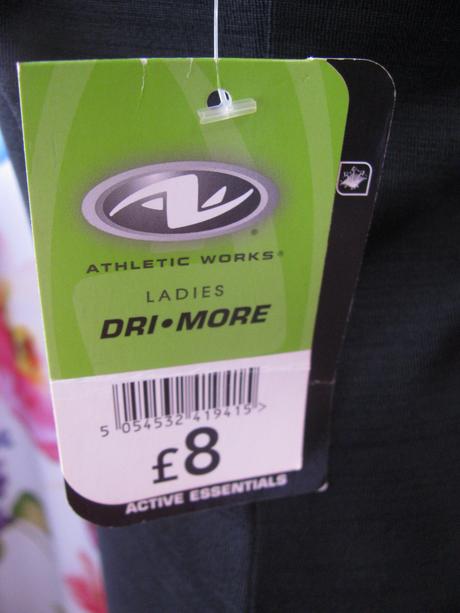 ATHLETIC WORKS®
LADIES
DRI•MORE
5 054532 419415 >
£8
ACTIVE ESSENTIALS